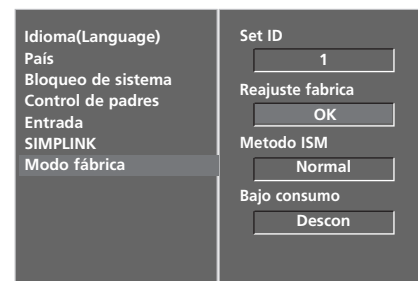 Idioma(Language)
País
Bloqueo de sistema
Control de padres
Entrada
SIMPLINK
Modo fábrica
Set ID
1
Reajuste fabrica
OK
Metodo ISM
Normal
Bajo consumo
Descon